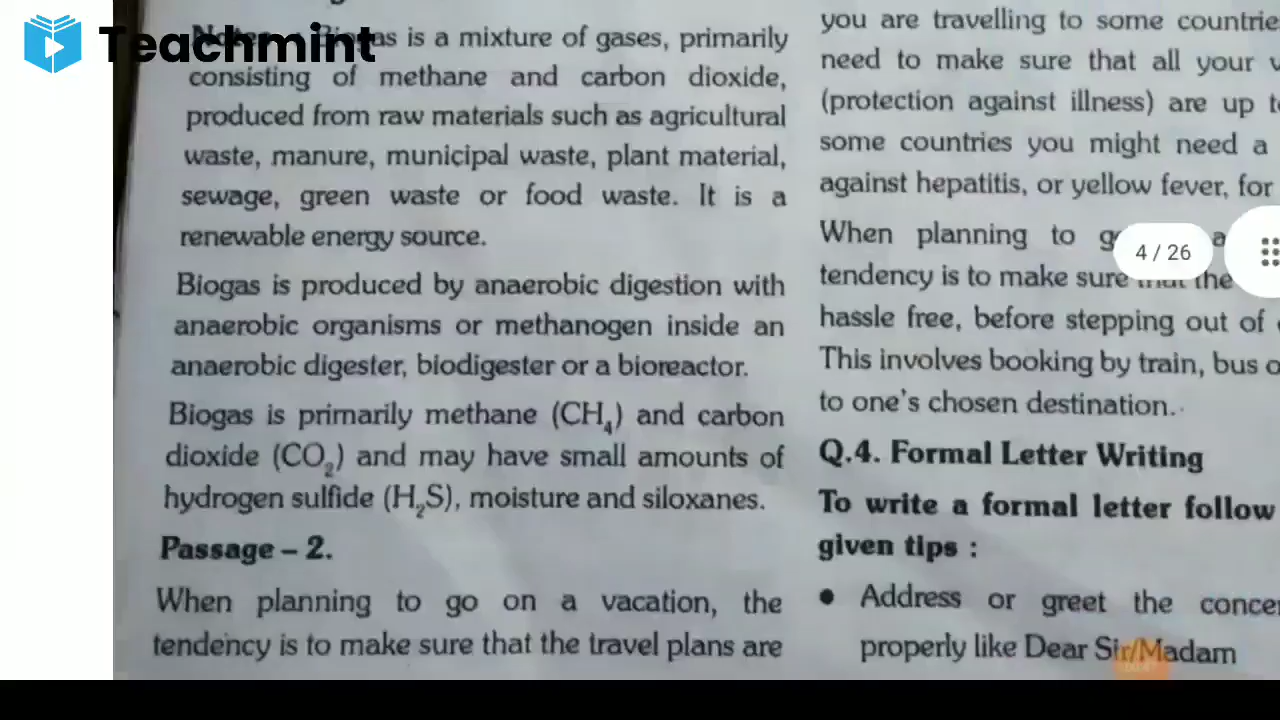 Teachmint
Biogas is a mixture of gases, primarily
consisting of methane and carbon dioxide,
produced from raw materials such as agricultural
waste, manure, municipal waste, plant material,
sewage, green waste or food waste. It is a
renewable energy source.
Biogas is produced by anaerobic digestion with
anaerobic organisms or methanogen inside an
anaerobic digester, biodigester or a bioreactor.
Biogas is primarily methane (CH₄) and carbon
dioxide (CO₂) and may have small amounts of
hydrogen sulfide (H₂S), moisture and siloxanes.
Passage – 2.
When planning to go on a vacation, the
tendency is to make sure that the travel plans are
you are travelling to some
need to make sure that all your
(protection against illness) are up
some countries you might need a
against hepatitis, or yellow fever, for
When planning to
tendency is to make sure that the
hassle free, before stepping out of
This involves booking by train, bus
to one's chosen destination.
Q.4. Formal Letter Writing
To write a formal letter follow
given tips :
● Address or greet the
properly like Dear Sir/Madam
4 / 26